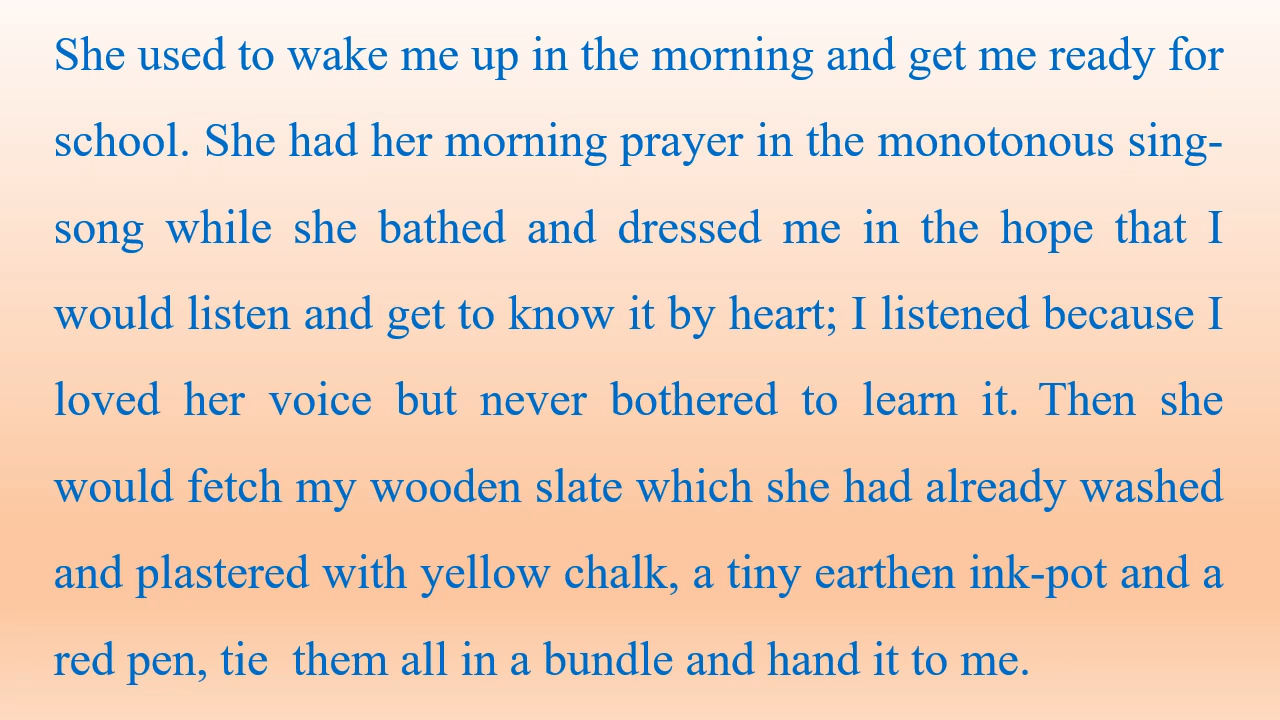 She used to wake me up in the morning and get me ready for
school. She had her morning prayer in the monotonous sing-
song while she bathed and dressed me in the hope that I
would listen and get to know it by heart; I listened because I
loved her voice but never bothered to learn it. Then she
would fetch my wooden slate which she had already washed
and plastered with yellow chalk, a tiny earthen ink-pot and a
red pen, tie  them all in a bundle and hand it to me.